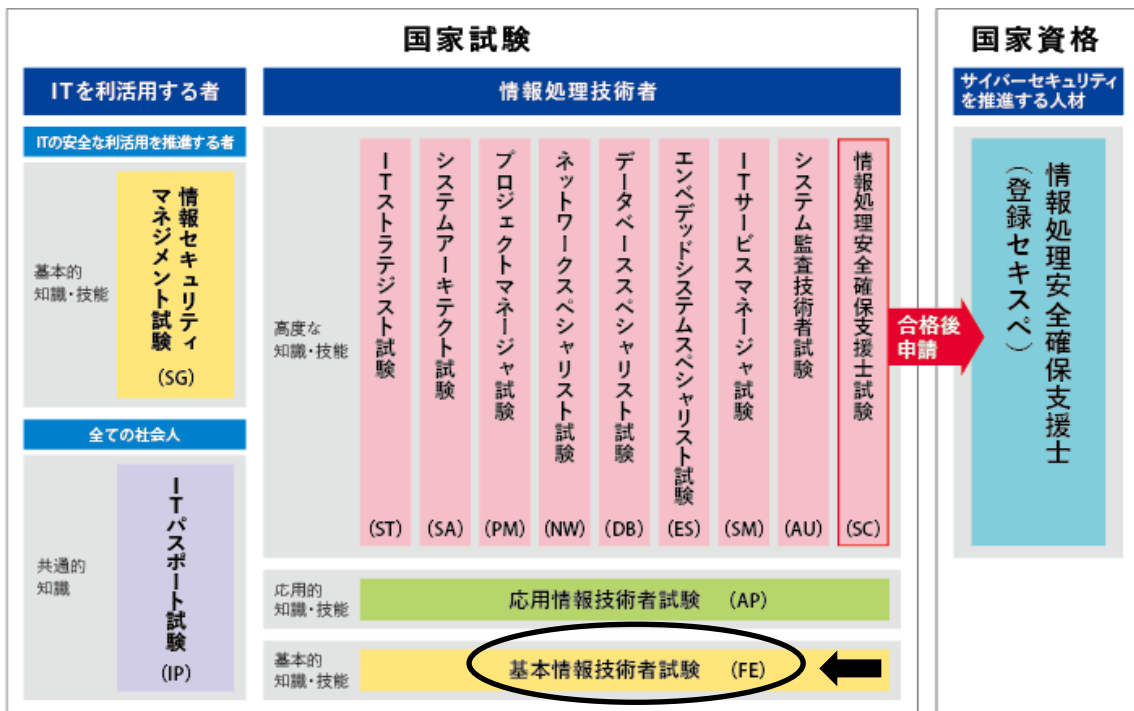 国家試験
ITを利活用する者
ITの安全な利活用を推進する者
基本的
知識・技能
情報セキュリティ
マネジメント試験
(SG)
全ての社会人
共通的
知識
ITパスポート試験
(IP)
情報処理技術者
高度な
知識・技能
ITストラテジスト試験
(ST)
システムアーキテクト試験
(SA)
プロジェクトマネージャ試験
(PM)
ネットワークスペシャリスト試験
(NW)
データベーススペシャリスト試験
(DB)
エンベデッドシステムスペシャリスト試験
(ES)
ITサービスマネージャ試験
(SM)
システム監査技術者試験
(AU)
情報処理安全確保支援士試験
(SC)
応用的
知識・技能
応用情報技術者試験 (AP)
基本的
知識・技能
基本情報技術者試験 (FE)
合格後
申請
国家資格
サイバーセキュリティ
を推進する人材
情報処理安全確保支援士
(登録セキスペ)